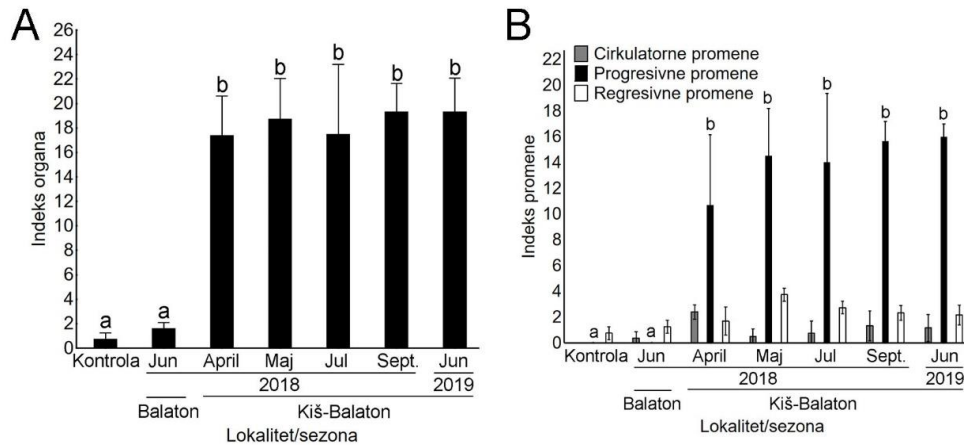 A
Indeks organa
26
24
22
20
18
16
14
12
10
8
6
4
2
0
a
a
b
b
b
b
b
Kontrola Jun April Maj Jul Sept. Jun
2018 2019
Balaton Kiš-Balaton
Lokalitet/sezona
B
Indeks promene
22
20
18
16
14
12
10
8
6
4
2
0
Cirkulatorne promene
Progresivne promene
Regresivne promene
a
a
b
b
b
b
b
Kontrola Jun April Maj Jul Sept. Jun
2018 2019
Balaton Kiš-Balaton
Lokalitet/sezona